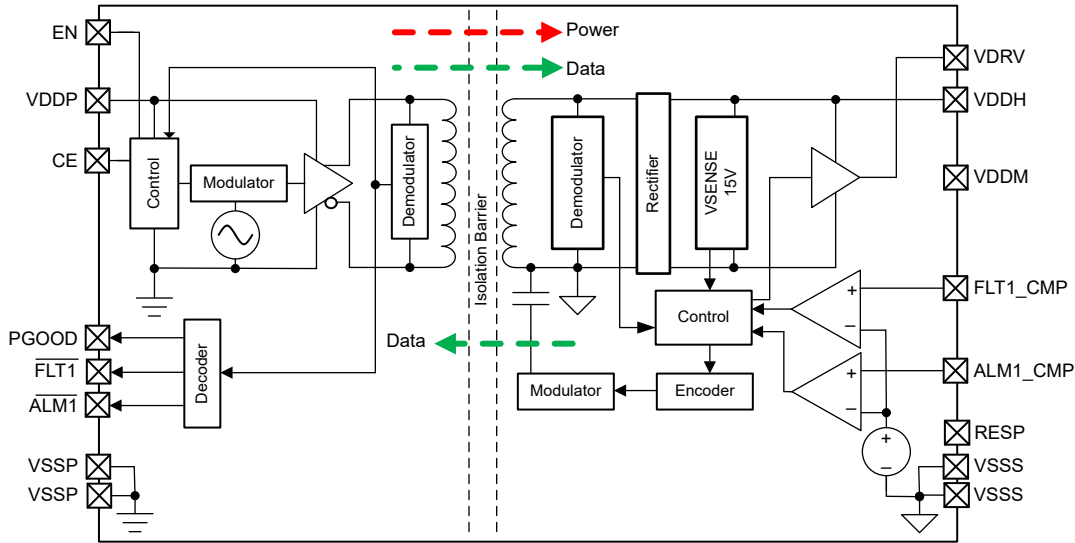 EN
VDDP
CE
PGOOD
FLT1
ALM1
VSSP
VSSP
Control
Modulator
Demodulator
Decoder
Power
Data
Data
Isolation Barrier
Demodulator
Rectifier
VSENSE
15V
Control
Modulator
Encoder
+
−
+
−
+
−
VDRV
VDDH
VDDM
FLT1_CMP
ALM1_CMP
RESP
VSSS
VSSS